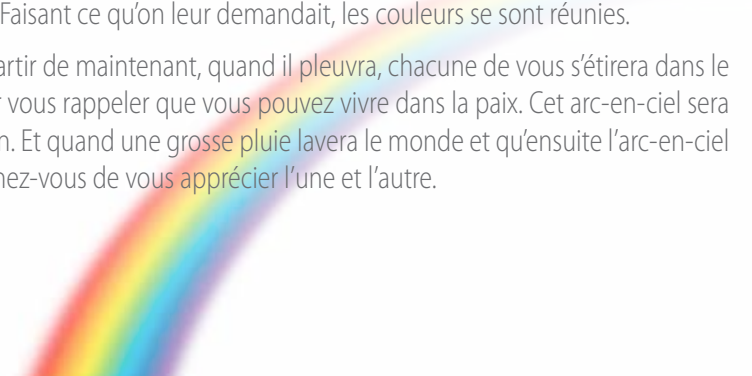 Faisant ce qu’on leur demandait, les couleurs se sont réunies.
artir de maintenant, quand il pleuvra, chacune de vous s’étirera dans le
r vous rappeler que vous pouvez vivre dans la paix. Cet arc-en-ciel sera
n. Et quand une grosse pluie lavera le monde et qu’ensuite l’arc-en-ciel
nez-vous de vous apprécier l’une et l’autre.